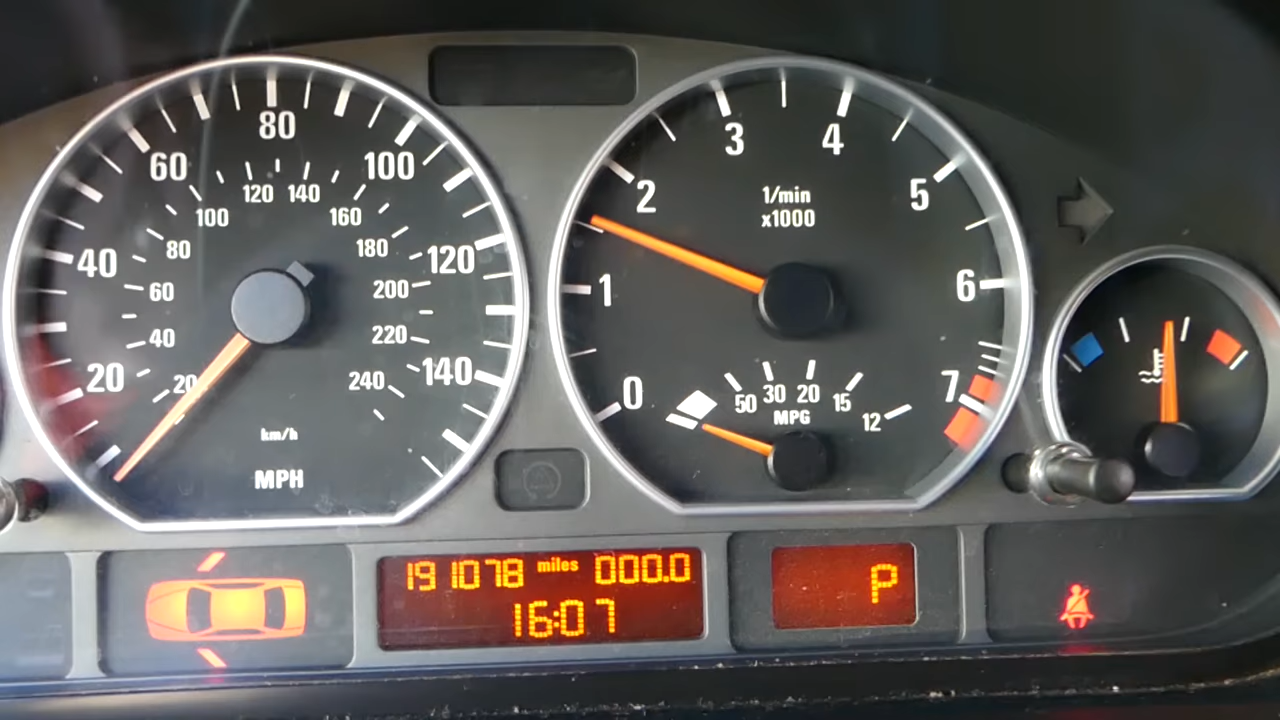 20 40 60 80 100 120 140
20 40 60 80 100 120 140 160 180 200 220 240
km/h
MPH
0 1 2 3 4 5 6 7
1/min
x1000
50 30 20 15 12
MPG
191078 miles 000.0
16:07
P